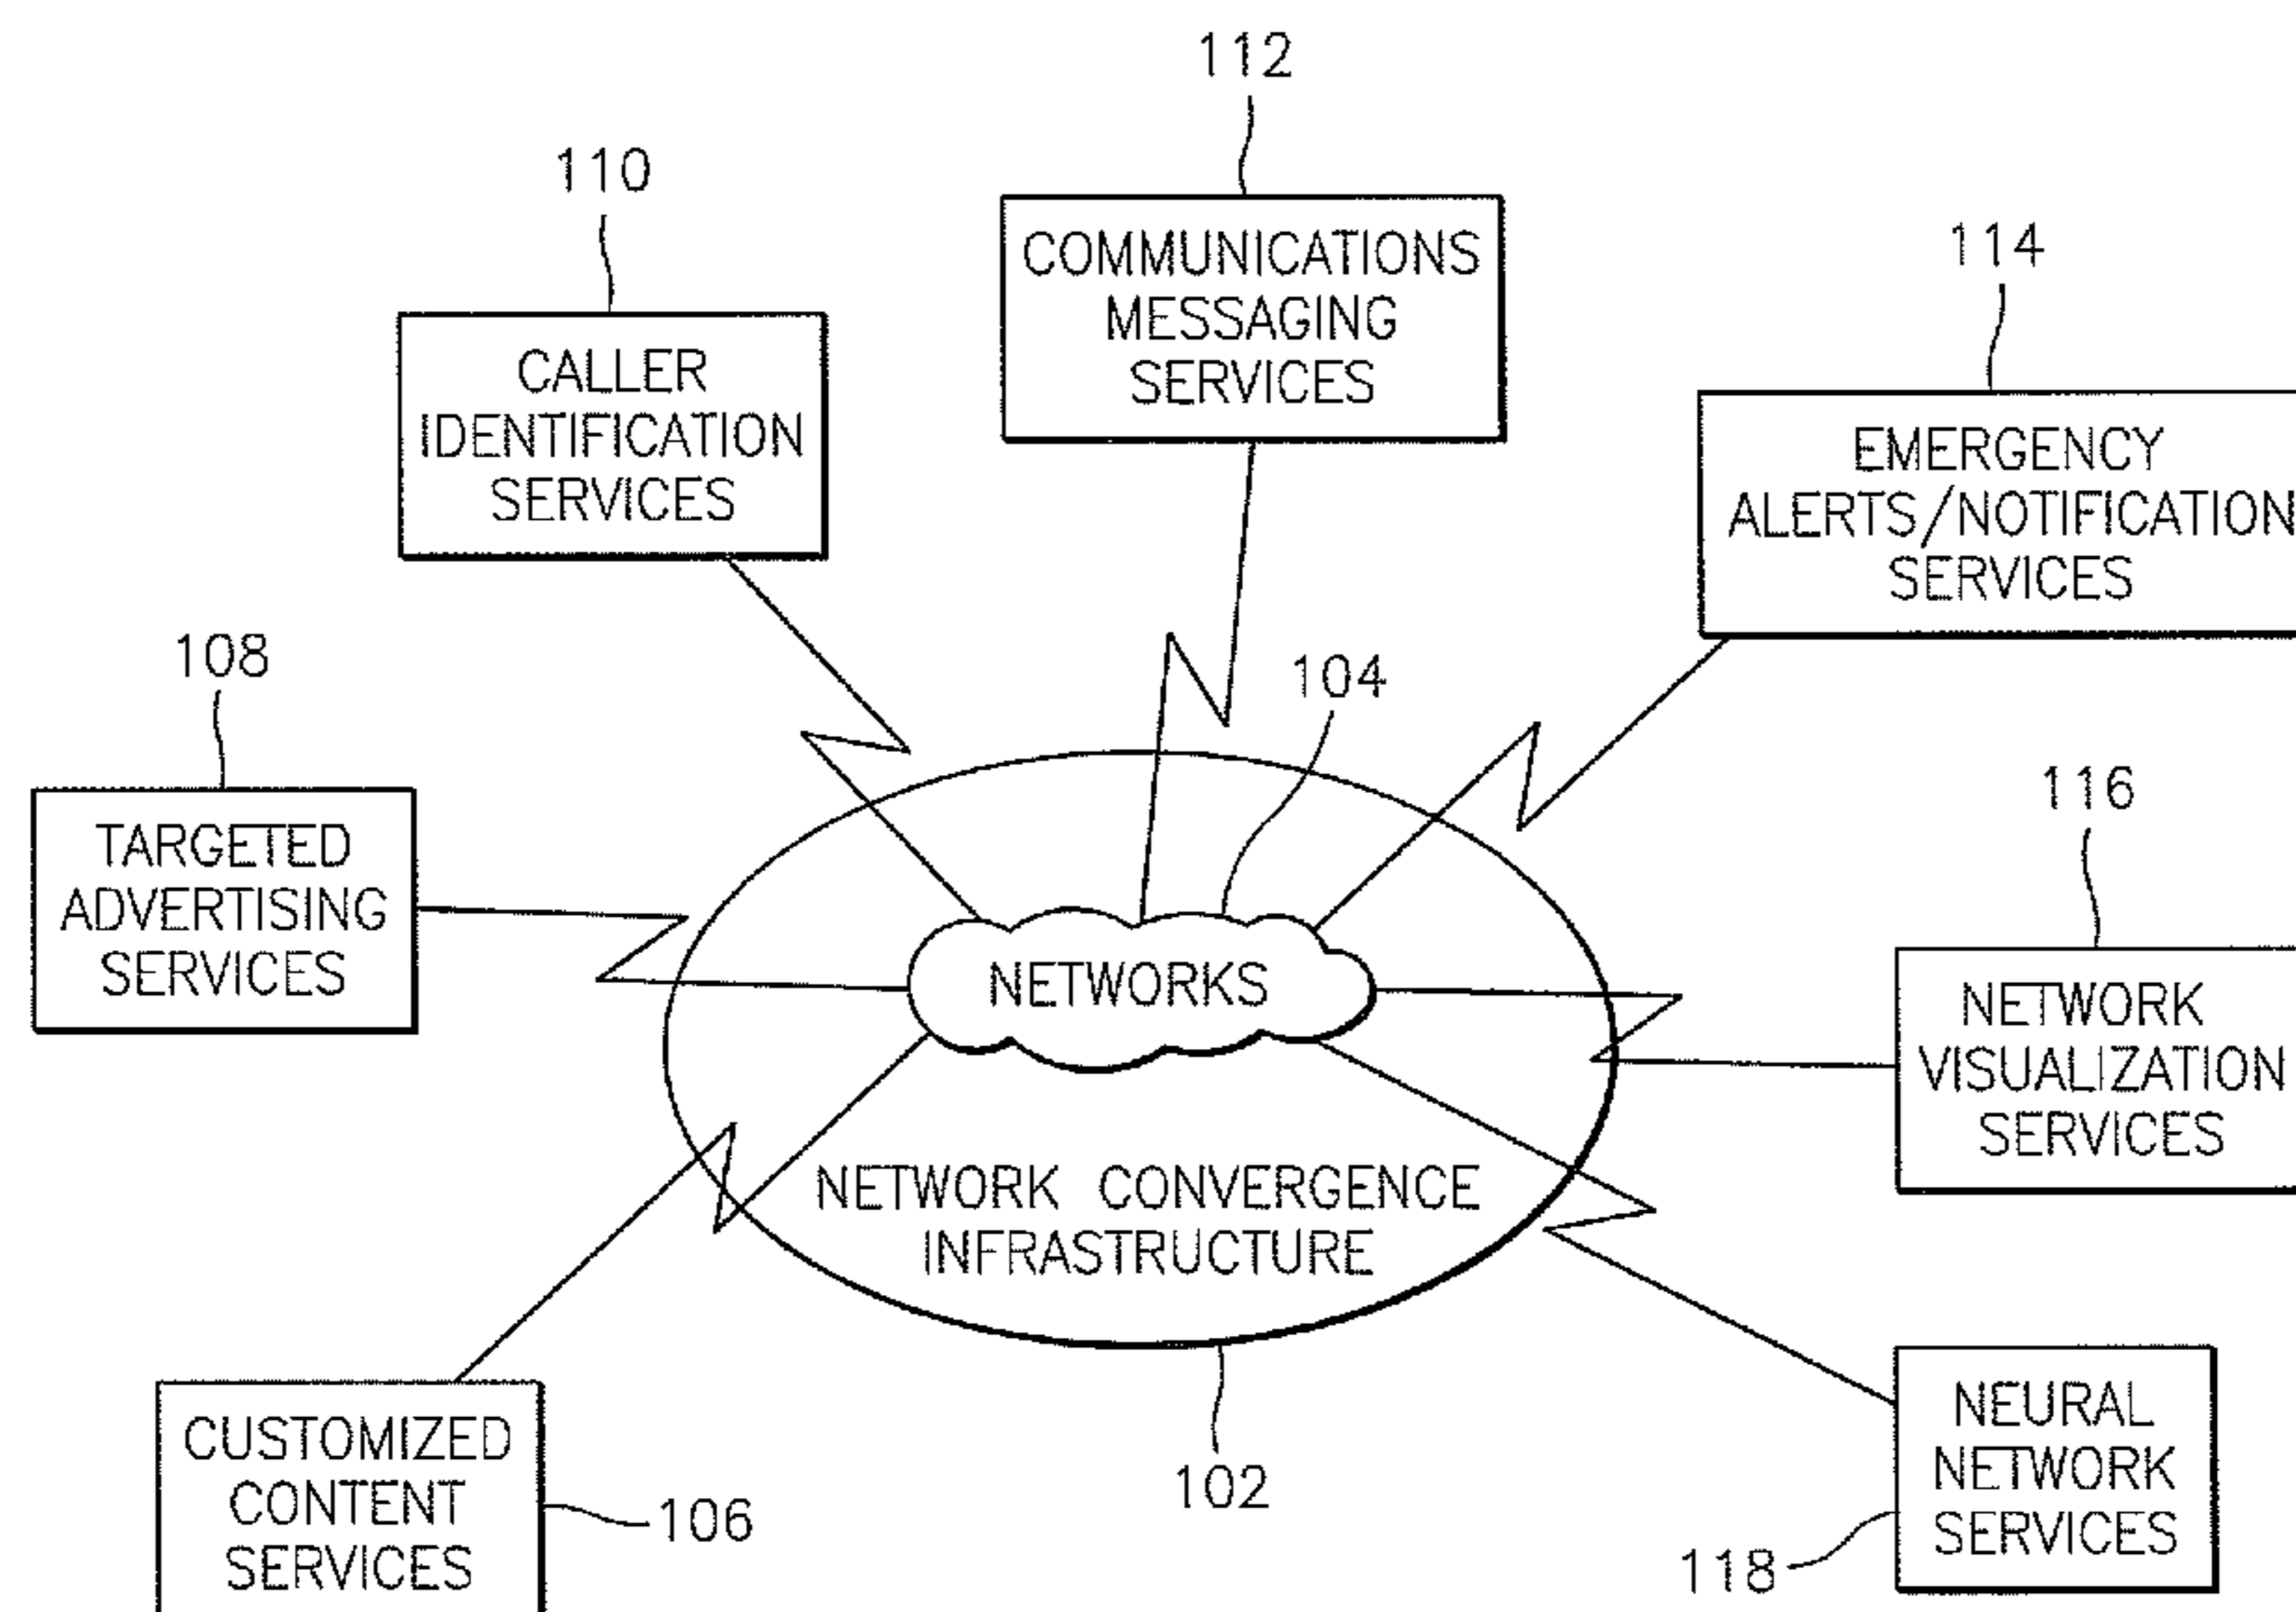 112
110
COMMUNICATIONS
MESSAGING
SERVICES
114
CALLER
IDENTIFICATION
SERVICES
EMERGENCY
ALERTS/NOTIFICATION
SERVICES
108
104
116
TARGETED
ADVERTISING
SERVICES
NETWORKS
NETWORK
VISUALIZATION
SERVICES
NETWORK CONVERGENCE
INFRASTRUCTURE
102
CUSTOMIZED
CONTENT
SERVICES
106
NEURAL
NETWORK
SERVICES
118